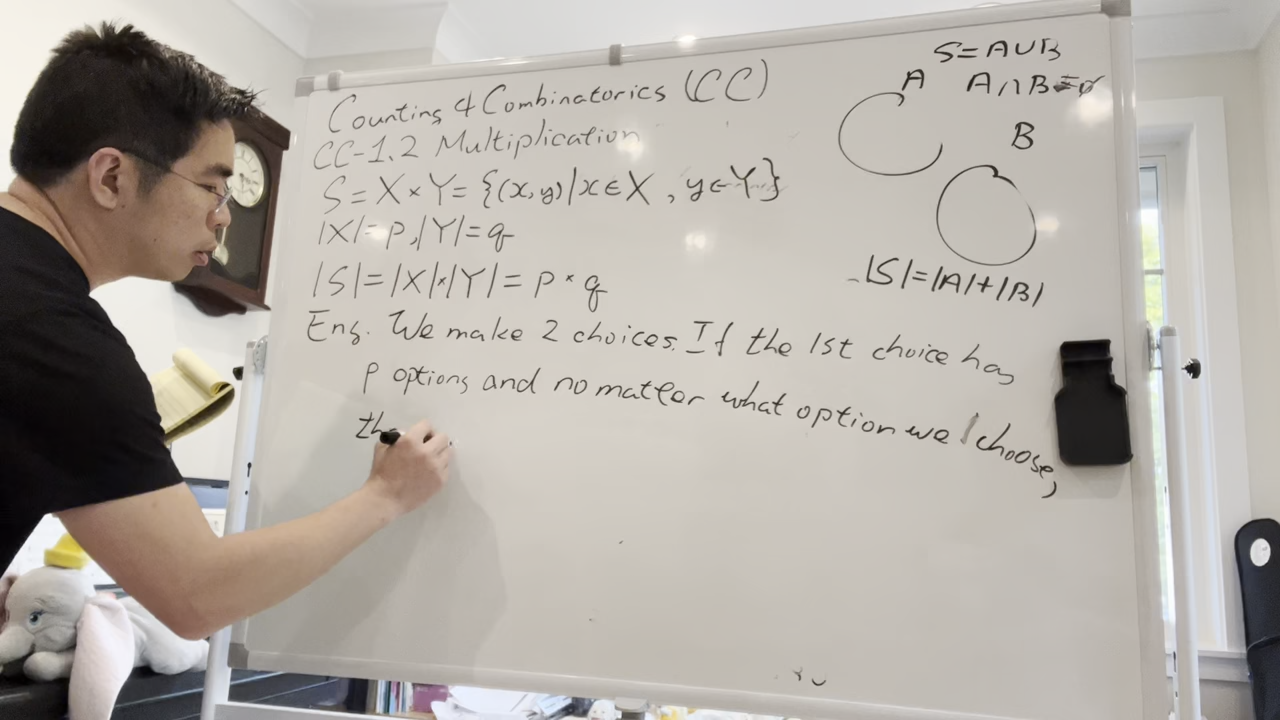 Counting & Combinatorics (CC)
CC-1.2 Multiplication
S = X × Y = {(x,y) | x ∈ X , y ∈ Y}
|X| = p, |Y| = q
|S| = |X| × |Y| = p × q
Eng. We make 2 choices. If the 1st choice has
p options and no matter what option we choose,
the
S = A ∪ B
A A ∩ B = ∅
B
|S| = |A| + |B|